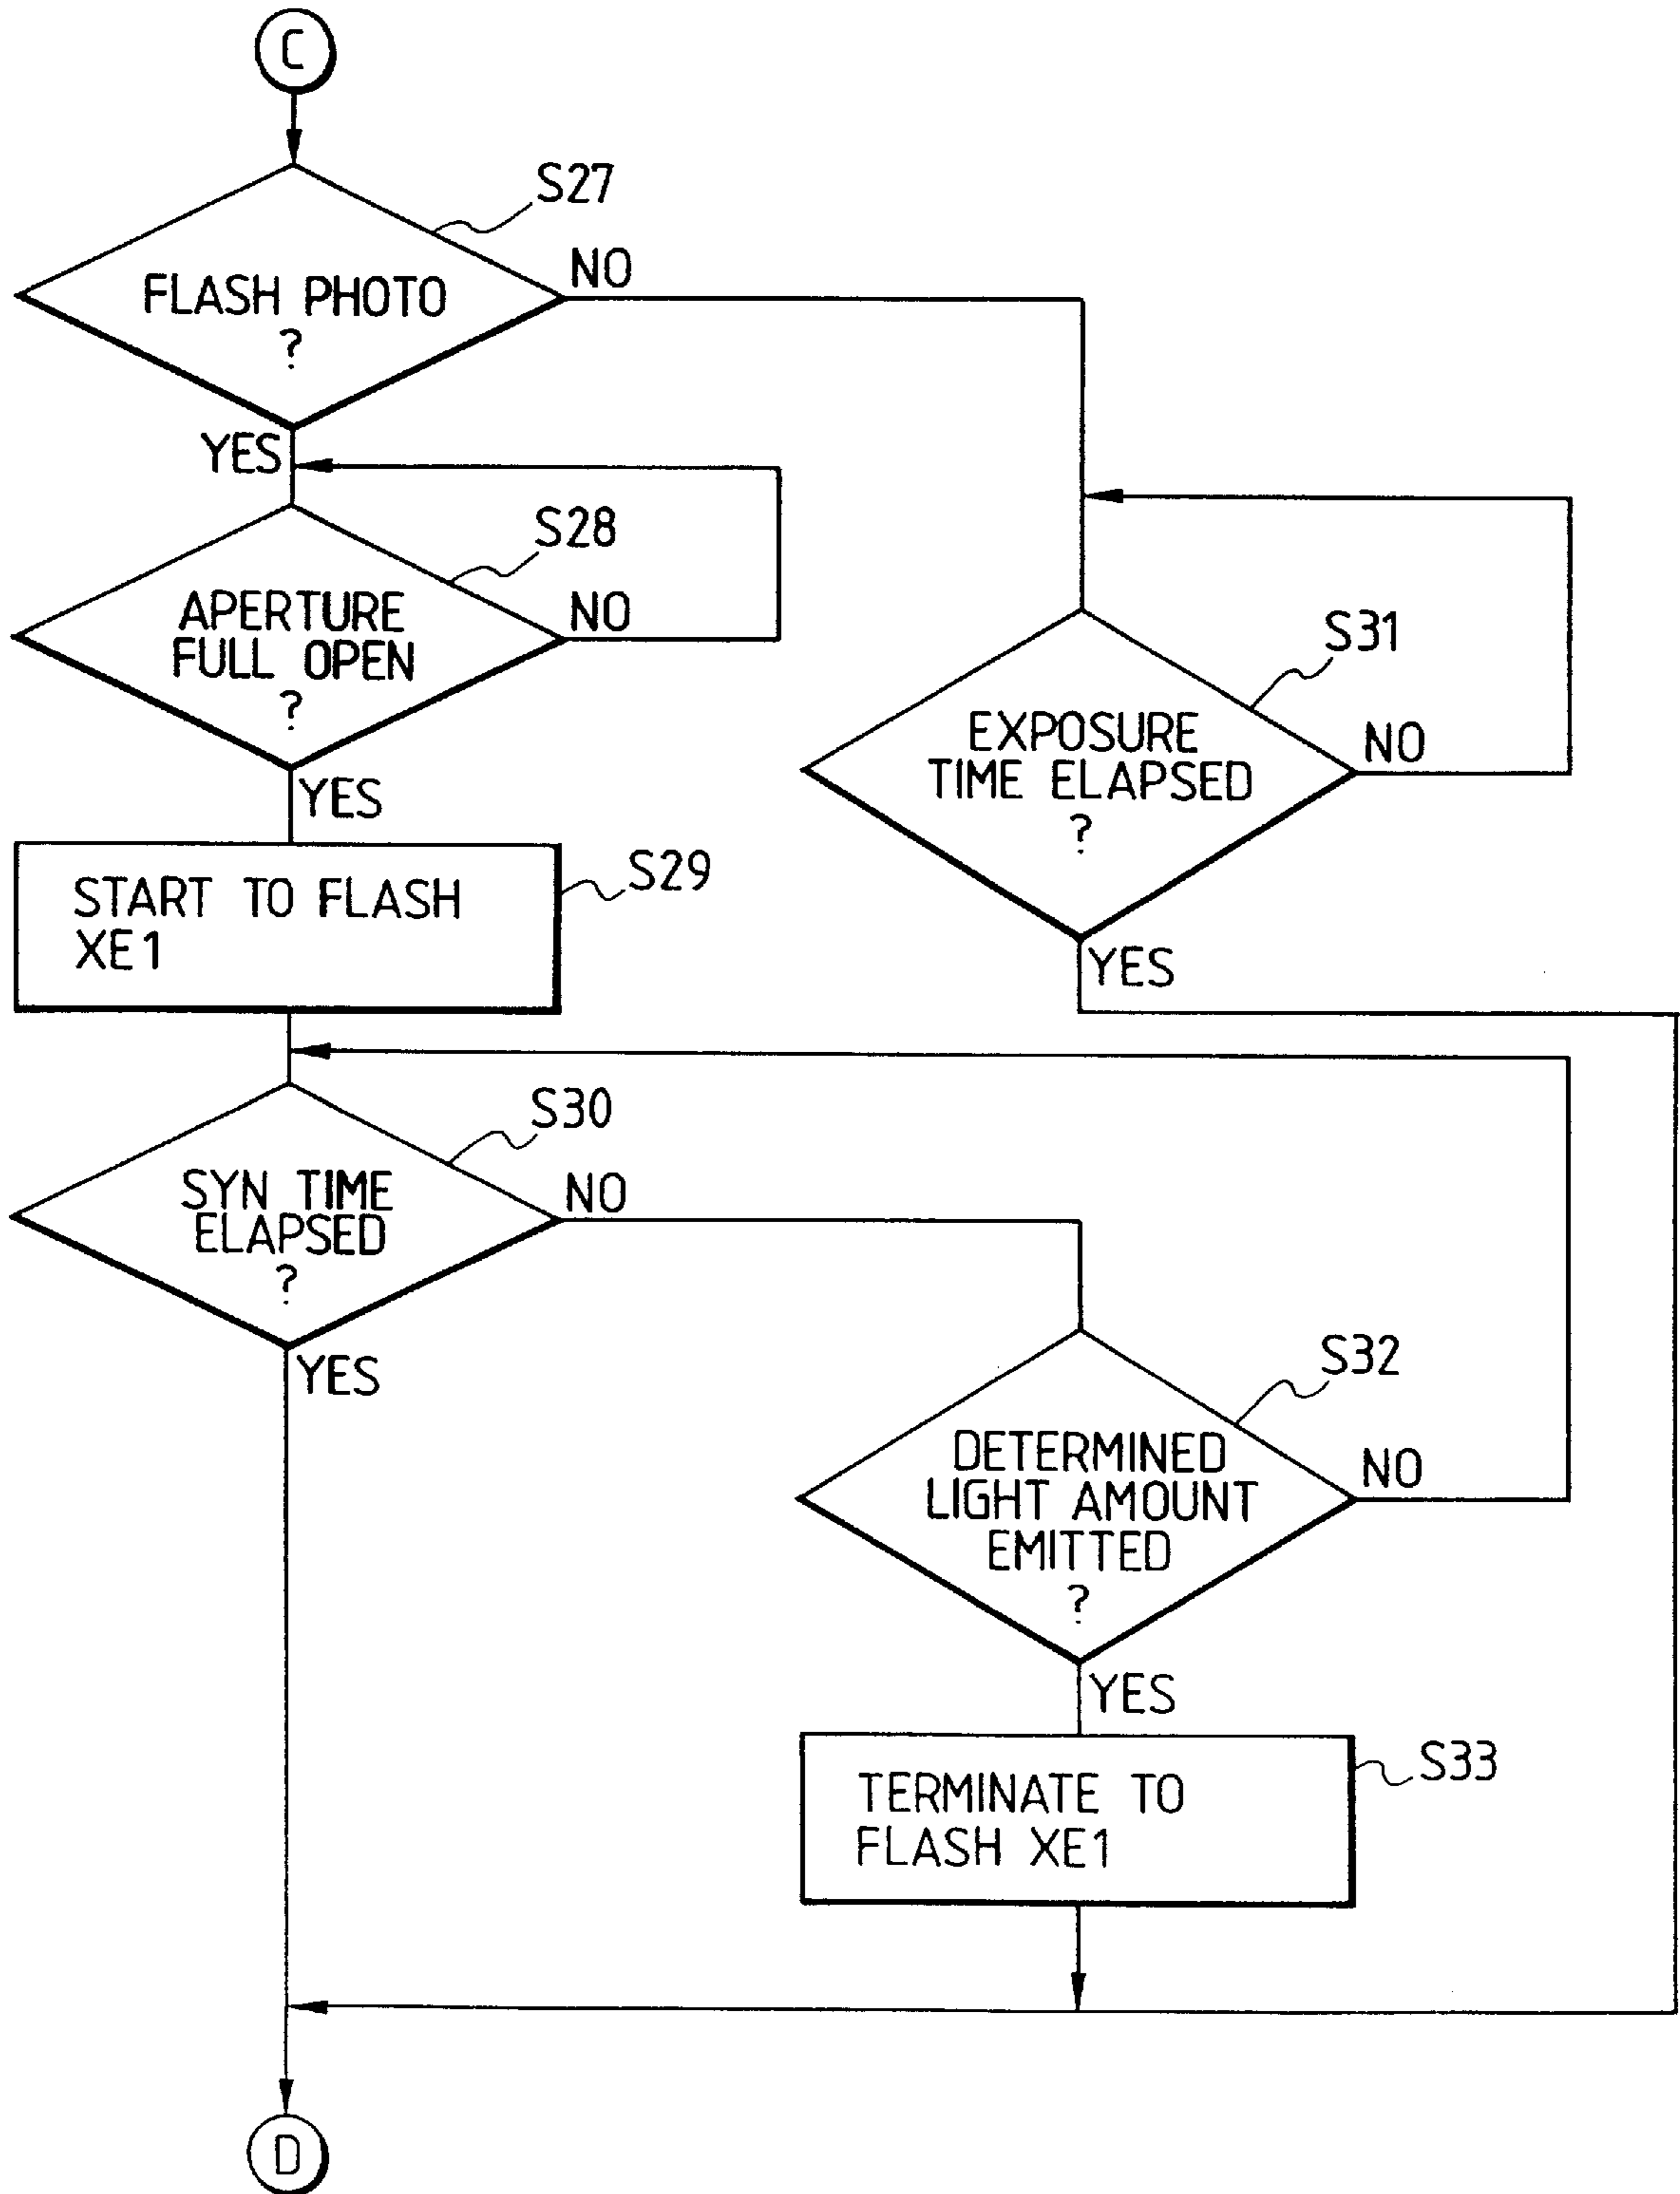 C
S27
FLASH PHOTO
?
NO
YES
S28
APERTURE
FULL OPEN
?
NO
YES
S29
START TO FLASH
XE1
S31
EXPOSURE
TIME ELAPSED
?
NO
YES
S30
SYN TIME
ELAPSED
?
NO
YES
S32
DETERMINED
LIGHT AMOUNT
EMITTED
?
NO
YES
S33
TERMINATE TO
FLASH XE1
D